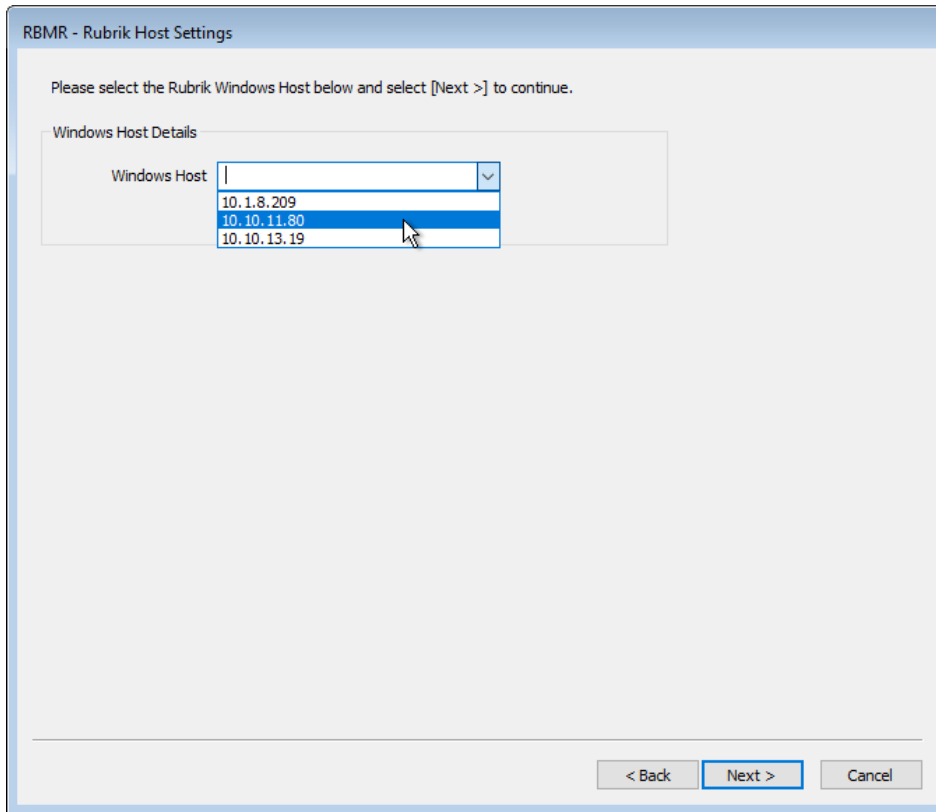 RBMR - Rubrik Host Settings
Please select the Rubrik Windows Host below and select [Next >] to continue.
Windows Host Details
Windows Host
10.1.8.209
10.10.11.80
10.10.13.19
< Back Next > Cancel